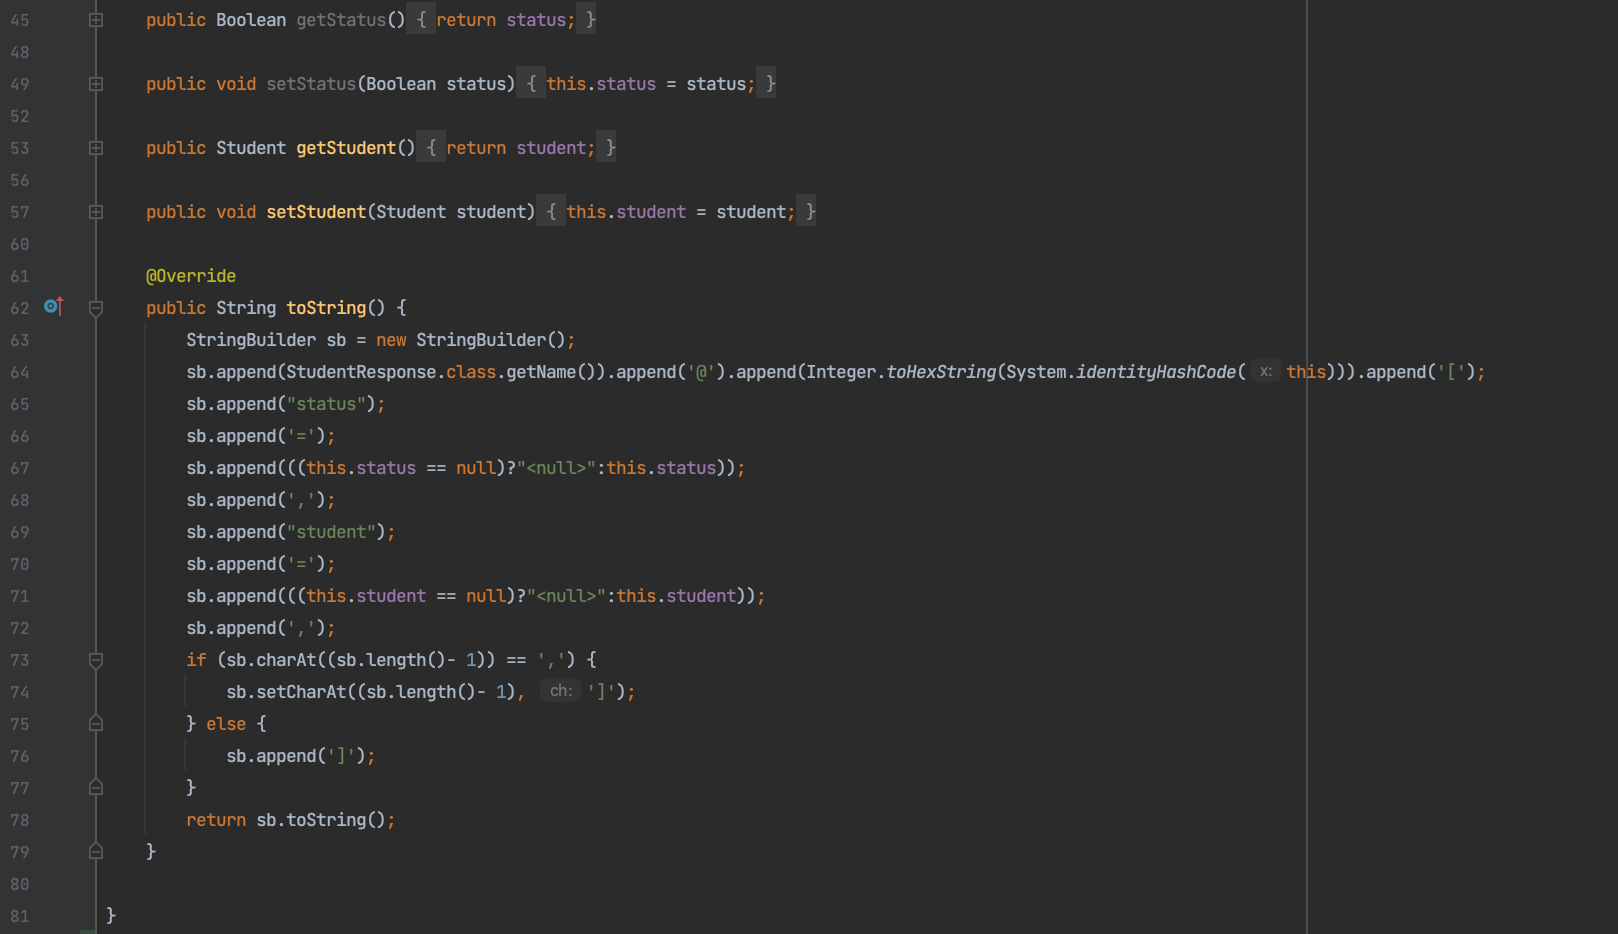 45 public Boolean getStatus() { return status; }
48
49 public void setStatus(Boolean status) { this.status = status; }
52
53 public Student getStudent() { return student; }
56
57 public void setStudent(Student student) { this.student = student; }
60
61 @Override
62 public String toString() {
63 StringBuilder sb = new StringBuilder();
64 sb.append(StudentResponse.class.getName()).append('@').append(Integer.toHexString(System.identityHashCode( x: this))).append('[');
65 sb.append("status");
66 sb.append('=');
67 sb.append(((this.status == null)?"<null>":this.status));
68 sb.append(',');
69 sb.append("student");
70 sb.append('=');
71 sb.append(((this.student == null)?"<null>":this.student));
72 sb.append(',');
73 if (sb.charAt((sb.length()- 1)) == ',') {
74 sb.setCharAt((sb.length()- 1), ch: ']');
75 } else {
76 sb.append(']');
77 }
78 return sb.toString();
79 }
80
81 }